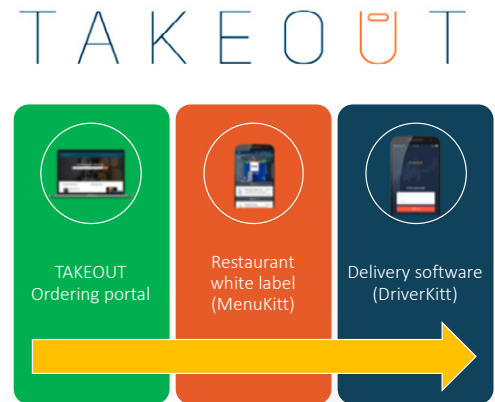 TAKEOUT
TAKEOUT
Ordering portal
Restaurant
white label
(MenuKitt)
Delivery software
(DriverKitt)